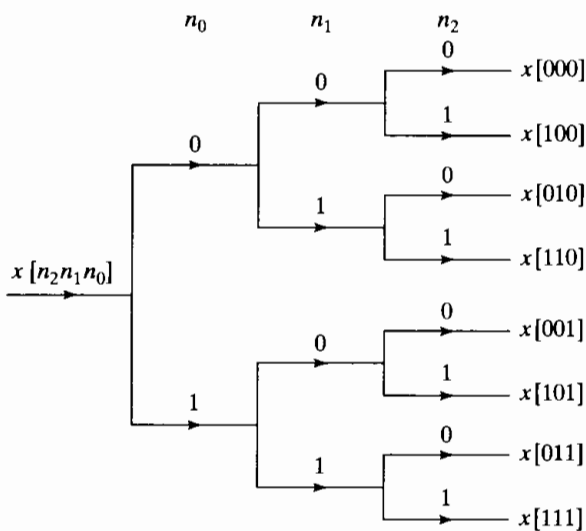 n₀ n₁ n₂
0
x[000]
0
1
x[100]
0
0
x[010]
1
1
x[110]
x[n₂n₁n₀]
0
x[001]
0
1
x[101]
1
0
x[011]
1
1
x[111]